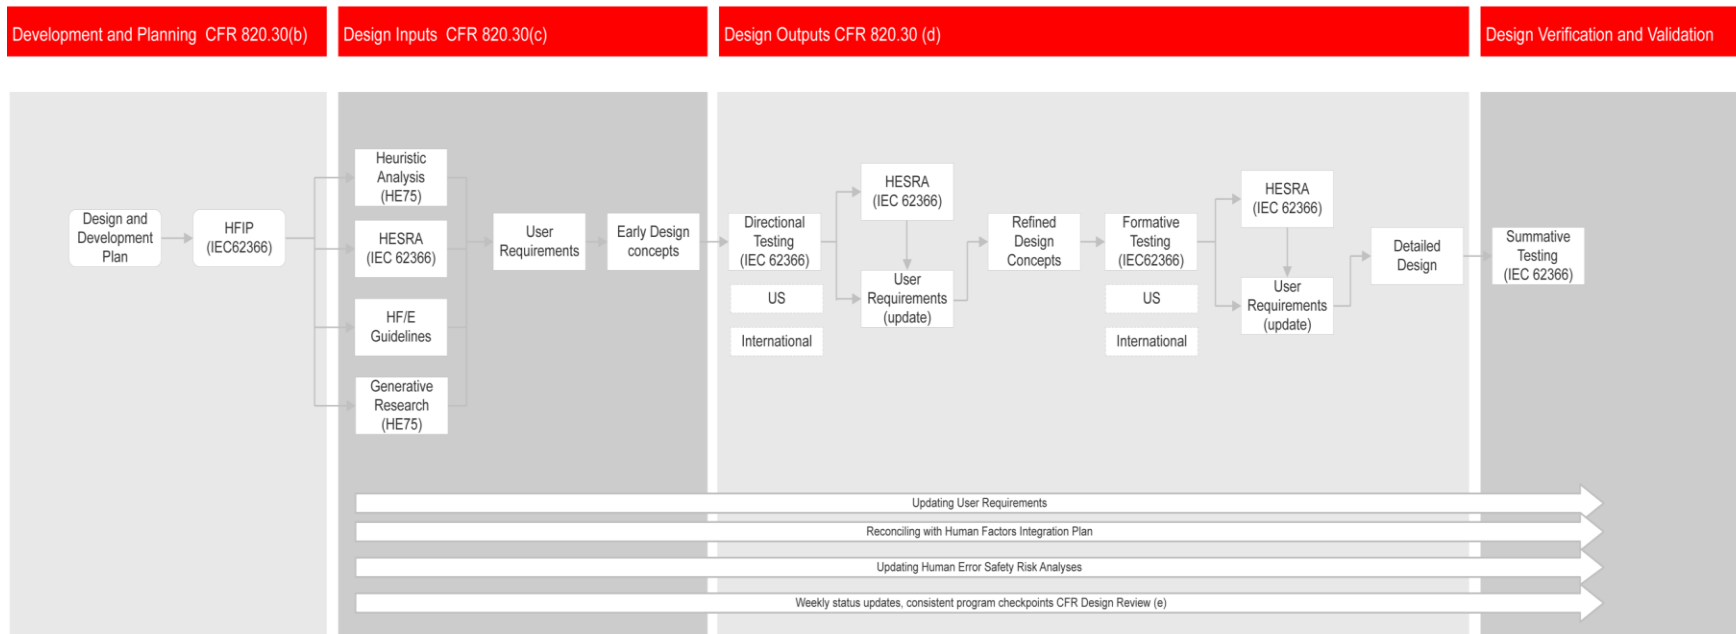 Development and Planning  CFR 820.30(b)
Design Inputs  CFR 820.30(c)
Design Outputs CFR 820.30 (d)
Design Verification and Validation
Design and
Development
Plan
HFIP
(IEC62366)
Heuristic
Analysis
(HE75)
HESRA
(IEC 62366)
HF/E
Guidelines
Generative
Research
(HE75)
User
Requirements
Early Design
concepts
Directional
Testing
(IEC 62366)
US
International
HESRA
(IEC 62366)
User
Requirements
(update)
Refined
Design
Concepts
Formative
Testing
(IEC62366)
US
International
HESRA
(IEC 62366)
User
Requirements
(update)
Detailed
Design
Summative
Testing
(IEC 62366)
Updating User Requirements
Reconciling with Human Factors Integration Plan
Updating Human Error Safety Risk Analyses
Weekly status updates, consistent program checkpoints CFR Design Review (e)